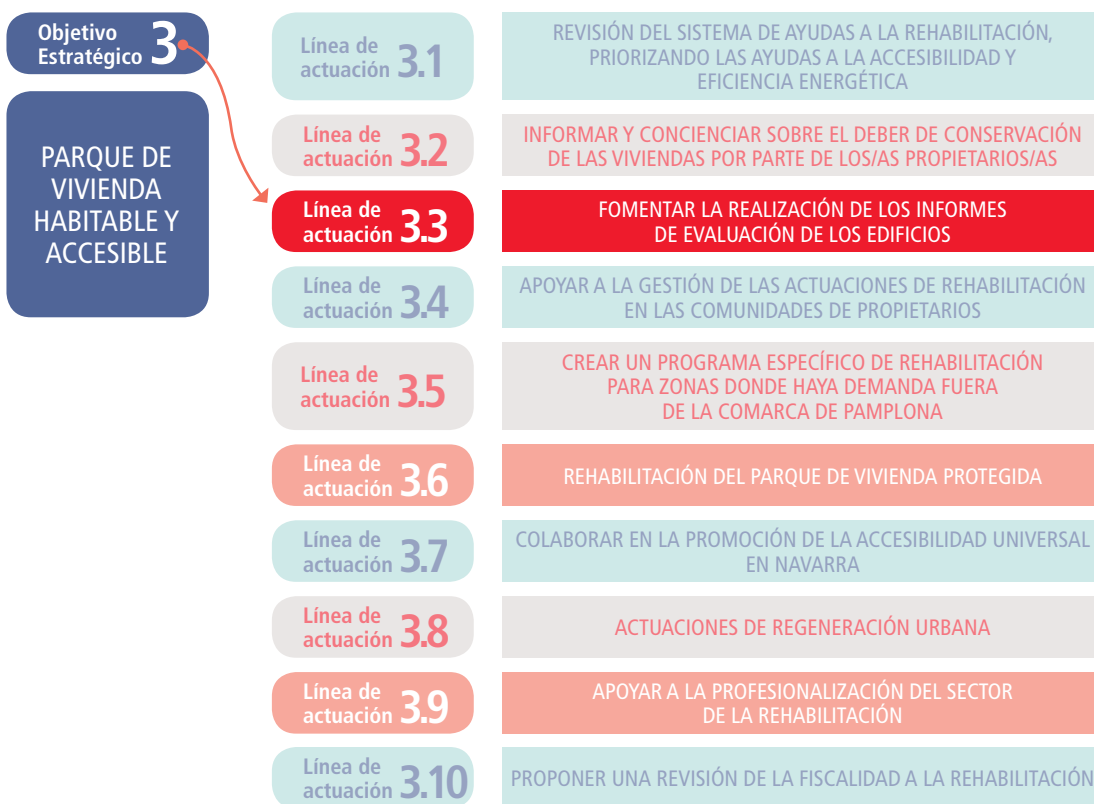 Objetivo
Estratégico 3
PARQUE DE
VIVIENDA
HABITABLE Y
ACCESIBLE
Línea de
actuación 3.1
REVISIÓN DEL SISTEMA DE AYUDAS A LA REHABILITACIÓN,
PRIORIZANDO LAS AYUDAS A LA ACCESIBILIDAD Y
EFICIENCIA ENERGÉTICA
Línea de
actuación 3.2
INFORMAR Y CONCIENCIAR SOBRE EL DEBER DE CONSERVACIÓN
DE LAS VIVIENDAS POR PARTE DE LOS/AS PROPIETARIOS/AS
Línea de
actuación 3.3
FOMENTAR LA REALIZACIÓN DE LOS INFORMES
DE EVALUACIÓN DE LOS EDIFICIOS
Línea de
actuación 3.4
APOYAR A LA GESTIÓN DE LAS ACTUACIONES DE REHABILITACIÓN
EN LAS COMUNIDADES DE PROPIETARIOS
Línea de
actuación 3.5
CREAR UN PROGRAMA ESPECÍFICO DE REHABILITACIÓN
PARA ZONAS DONDE HAYA DEMANDA FUERA
DE LA COMARCA DE PAMPLONA
Línea de
actuación 3.6
REHABILITACIÓN DEL PARQUE DE VIVIENDA PROTEGIDA
Línea de
actuación 3.7
COLABORAR EN LA PROMOCIÓN DE LA ACCESIBILIDAD UNIVERSAL
EN NAVARRA
Línea de
actuación 3.8
ACTUACIONES DE REGENERACIÓN URBANA
Línea de
actuación 3.9
APOYAR A LA PROFESIONALIZACIÓN DEL SECTOR
DE LA REHABILITACIÓN
Línea de
actuación 3.10
PROPONER UNA REVISIÓN DE LA FISCALIDAD A LA REHABILITACIÓN